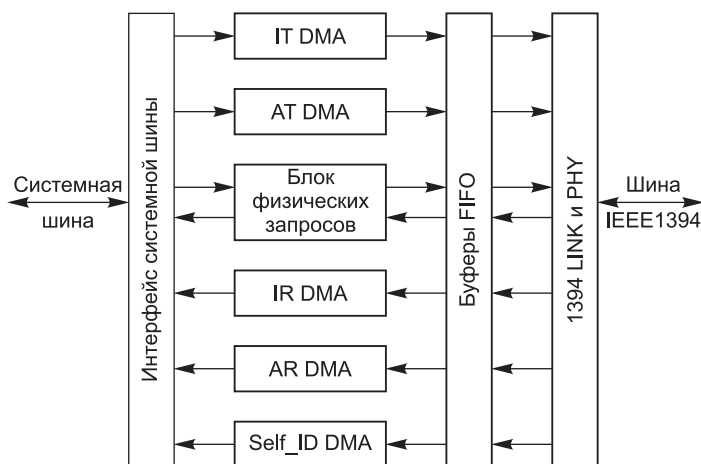 IT DMA
AT DMA
Блок
физических
запросов
IR DMA
AR DMA
Self_ID DMA
Системная
шина
Интерфейс системной шины
Буферы FIFO
1394 LINK и PHY
Шина
IEEE1394